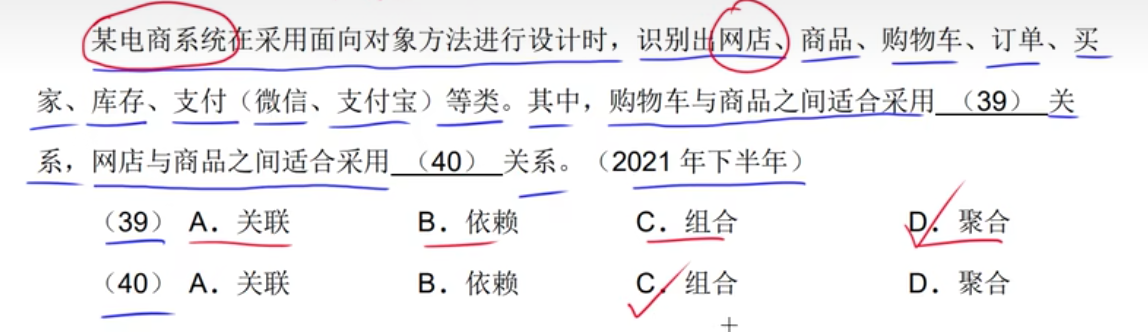 某电商系统在采用面向对象方法进行设计时，识别出网店、商品、购物车、订单、买
家、库存、支付（微信、支付宝）等类。其中，购物车与商品之间适合采用 （39） 关
系，网店与商品之间适合采用 （40） 关系。（2021 年下半年）
（39） A．关联 B．依赖 C．组合 D．聚合
（40） A．关联 B．依赖 C．组合 D．聚合